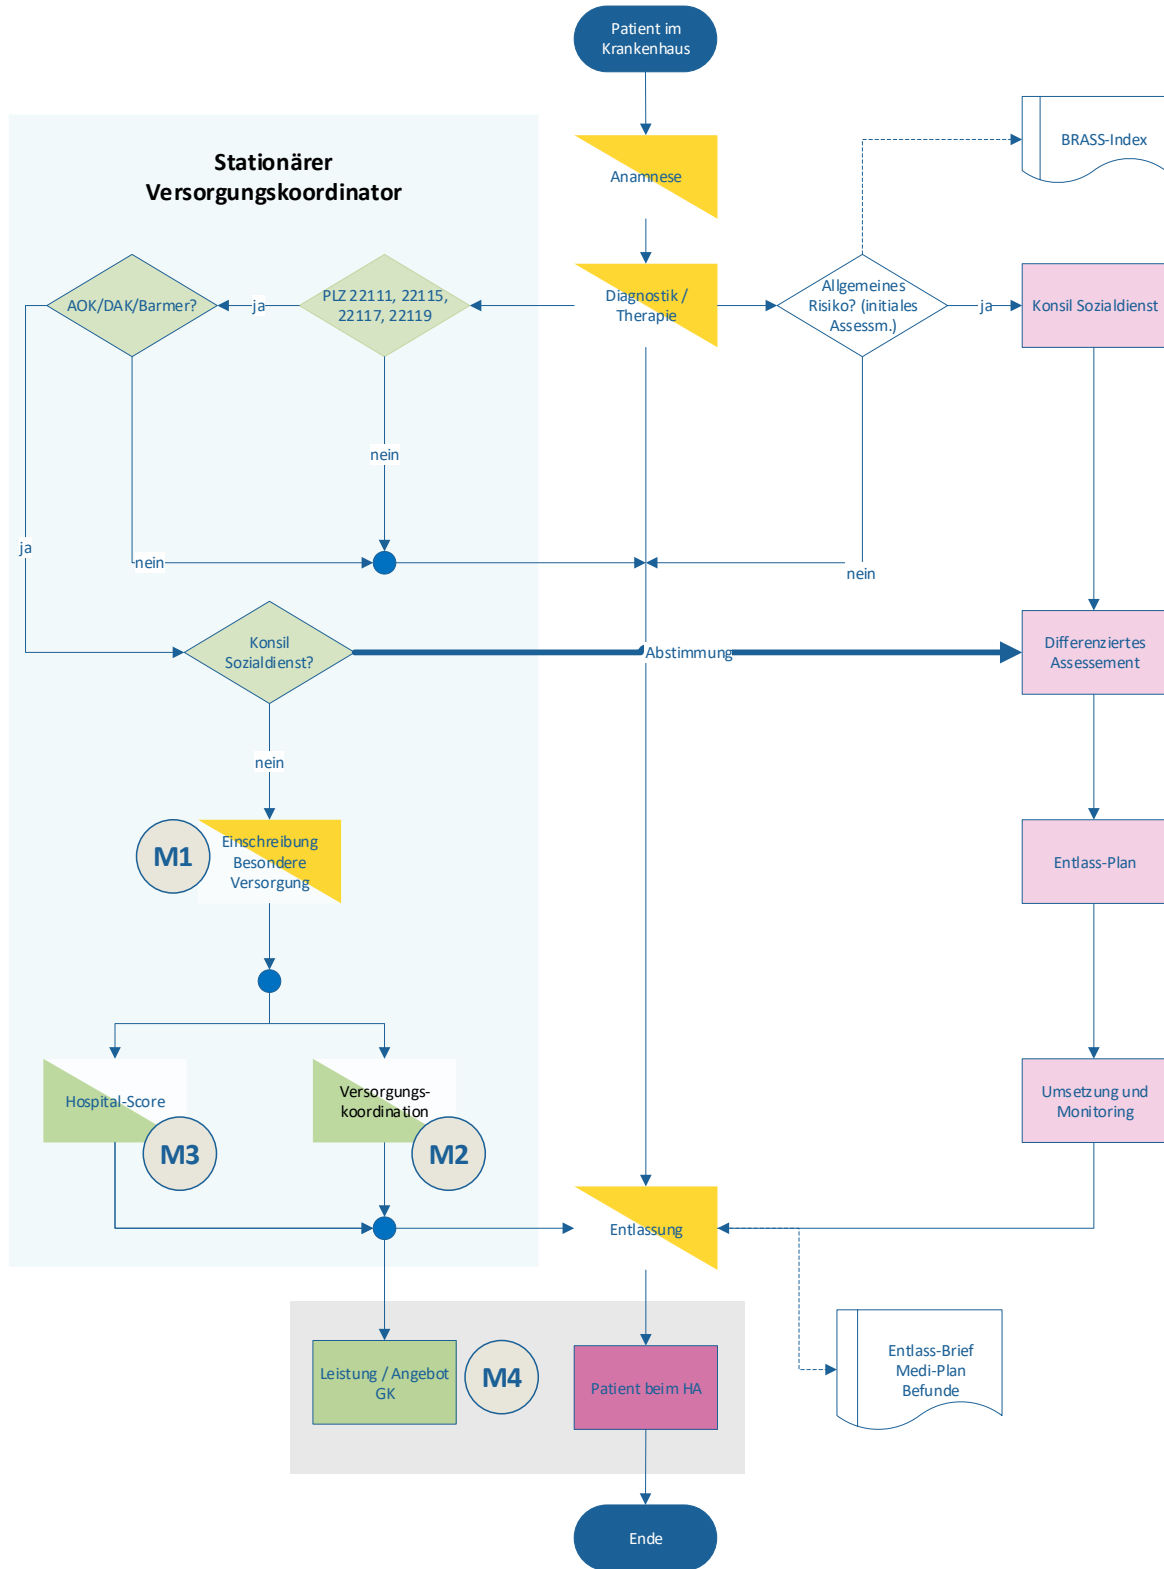 Patient im
Krankenhaus
BRASS-Index
Stationärer
Versorgungskoordinator
Anamnese
AOK/DAK/Barmer?
ja
PLZ 22111, 22115,
22117, 22119
Diagnostik /
Therapie
Allgemeines
Risiko? (initiales
Assessm.)
ja
Konsil Sozialdienst
nein
ja
nein
nein
Konsil
Sozialdienst?
Abstimmung
Differenziertes
Assessement
nein
M1
Einschreibung
Besondere
Versorgung
Entlass-Plan
Hospital-Score
M3
Versorgungs-
koordination
M2
Umsetzung und
Monitoring
Entlassung
Leistung / Angebot
GK
M4
Patient beim HA
Entlass-Brief
Medi-Plan
Befunde
Ende